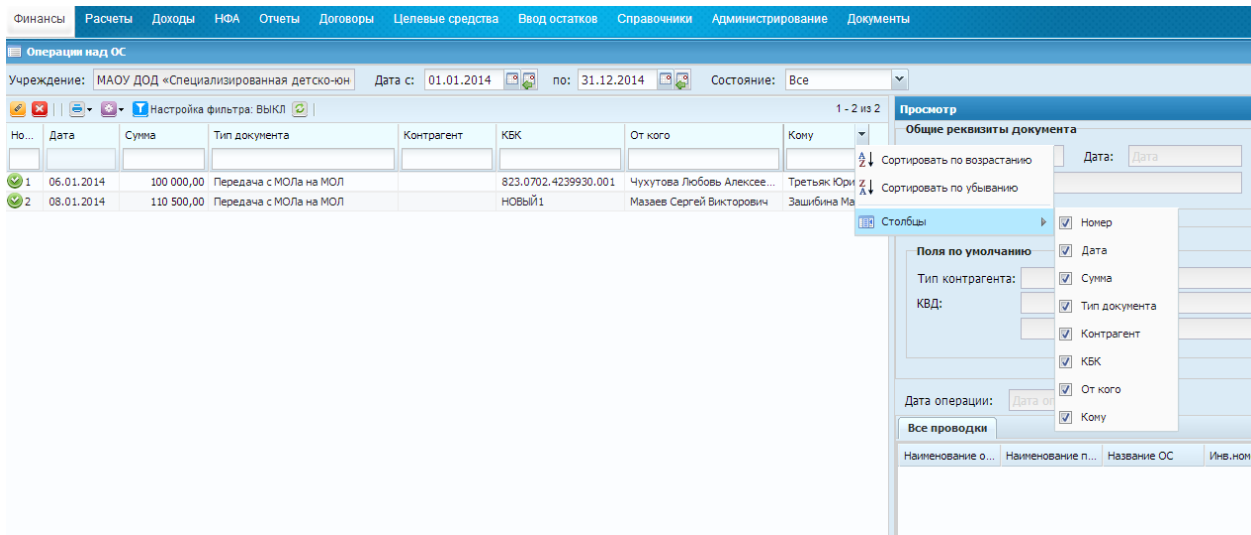 Финансы Расчеты Доходы НФА Отчеты Договоры Целевые средства Ввод остатков Справочники Администрирование Документы
Операции над ОС
Учреждение: МАОУ ДОД «Специализированная детско-юн Дата с: 01.01.2014 по: 31.12.2014 Состояние: Все
Настройка фильтра: ВЫКЛ 1 - 2 из 2 Просмотр
Но... Дата Сумма Тип документа Контрагент КБК От кого Кому
1 06.01.2014 100 000,00 Передача с МОЛа на МОЛ 823.0702.4239930.001 Чухутова Любовь Алексее... Третьяк Юри
2 08.01.2014 110 500,00 Передача с МОЛа на МОЛ НОВЫЙ1 Мазаев Сергей Викторович Зашибина Ма
Общие реквизиты документа
Дата: Дата
Сортировать по возрастанию
Сортировать по убыванию
Столбцы
Номер
Дата
Сумма
Тип документа
Контрагент
КБК
От кого
Кому
Поля по умолчанию
Тип контрагента:
КВД:
Дата операции: Дата оп
Все проводки
Наименование о... Наименование п... Название ОС Инв.ном